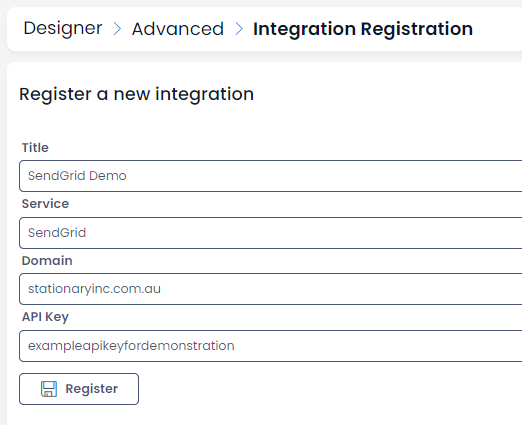 Designer > Advanced > Integration Registration
Register a new integration
Title
SendGrid Demo
Service
SendGrid
Domain
stationaryinc.com.au
API Key
exampleapikeyfordemonstration
Register